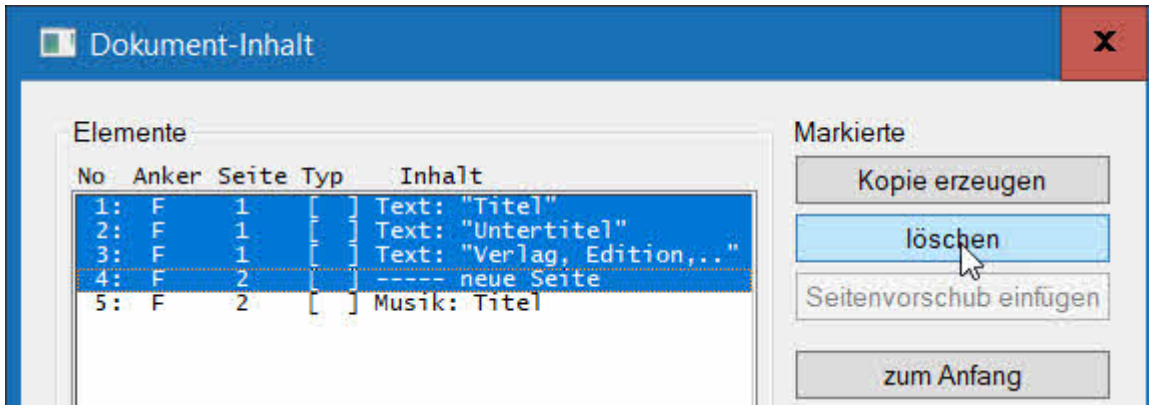 Dokument-Inhalt
x
Elemente
No Anker Seite Typ Inhalt
1: F 1 [ ] Text: "Titel"
2: F 1 [ ] Text: "Untertitel"
3: F 1 [ ] Text: "Verlag, Edition,.."
4: F 2 [ ] ----- neue Seite
5: F 2 [ ] Musik: Titel
Markierte
Kopie erzeugen
löschen
Seitenvorschub einfügen
zum Anfang